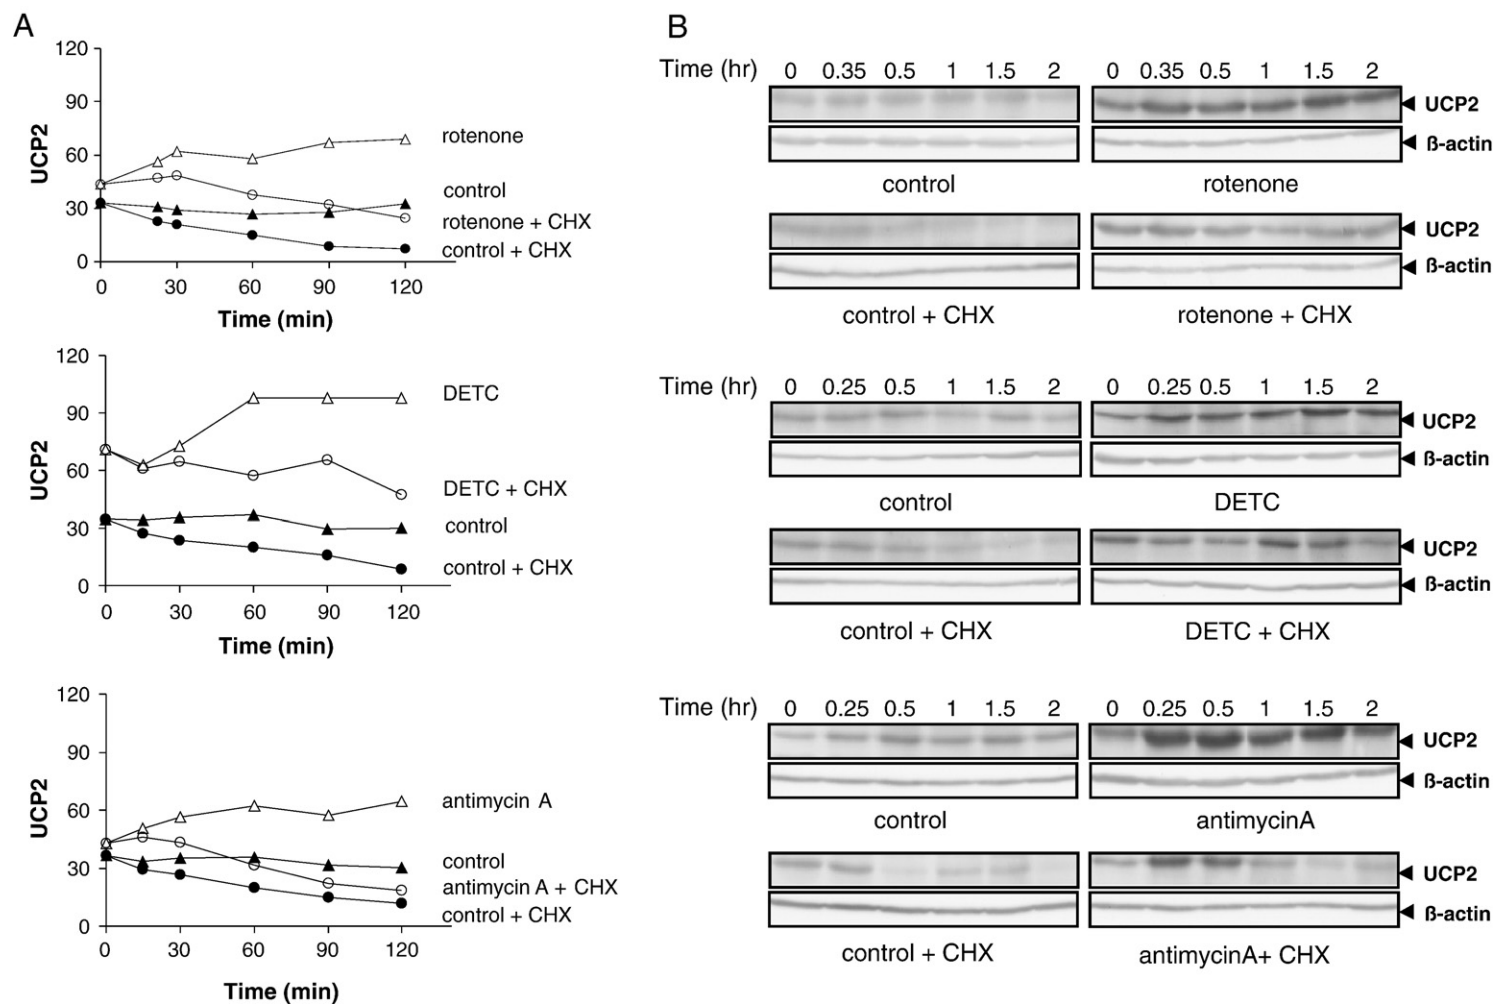 A
120
90
60
30
0
UCP2
rotenone
control
rotenone + CHX
control + CHX
0 30 60 90 120
Time (min)
120
90
60
30
0
UCP2
DETC
DETC + CHX
control
control + CHX
0 30 60 90 120
Time (min)
120
90
60
30
0
UCP2
antimycin A
control
antimycin A + CHX
control + CHX
0 30 60 90 120
Time (min)
B
Time (hr) 0 0.35 0.5 1 1.5 2 0 0.35 0.5 1 1.5 2
UCP2
ß-actin
control rotenone
UCP2
ß-actin
control + CHX rotenone + CHX
Time (hr) 0 0.25 0.5 1 1.5 2 0 0.25 0.5 1 1.5 2
UCP2
ß-actin
control DETC
UCP2
ß-actin
control + CHX DETC + CHX
Time (hr) 0 0.25 0.5 1 1.5 2 0 0.25 0.5 1 1.5 2
UCP2
ß-actin
control antimycinA
UCP2
ß-actin
control + CHX antimycinA+ CHX